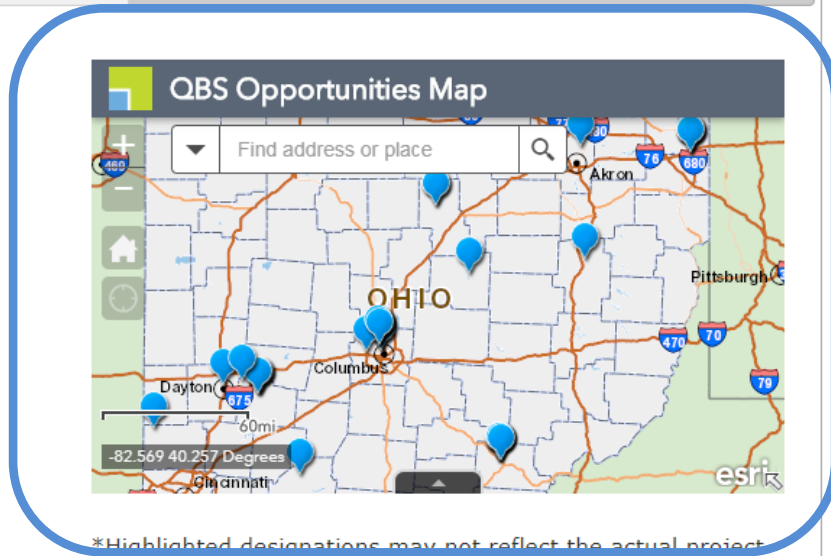 QBS Opportunities Map
Find address or place
Akron
76
680
Pittsburgh
OHIO
470
70
Columbus
Dayton
675
79
60mi
-82.569 40.257 Degrees
Cincinnati
esri
*Highlighted designations may not reflect the actual project